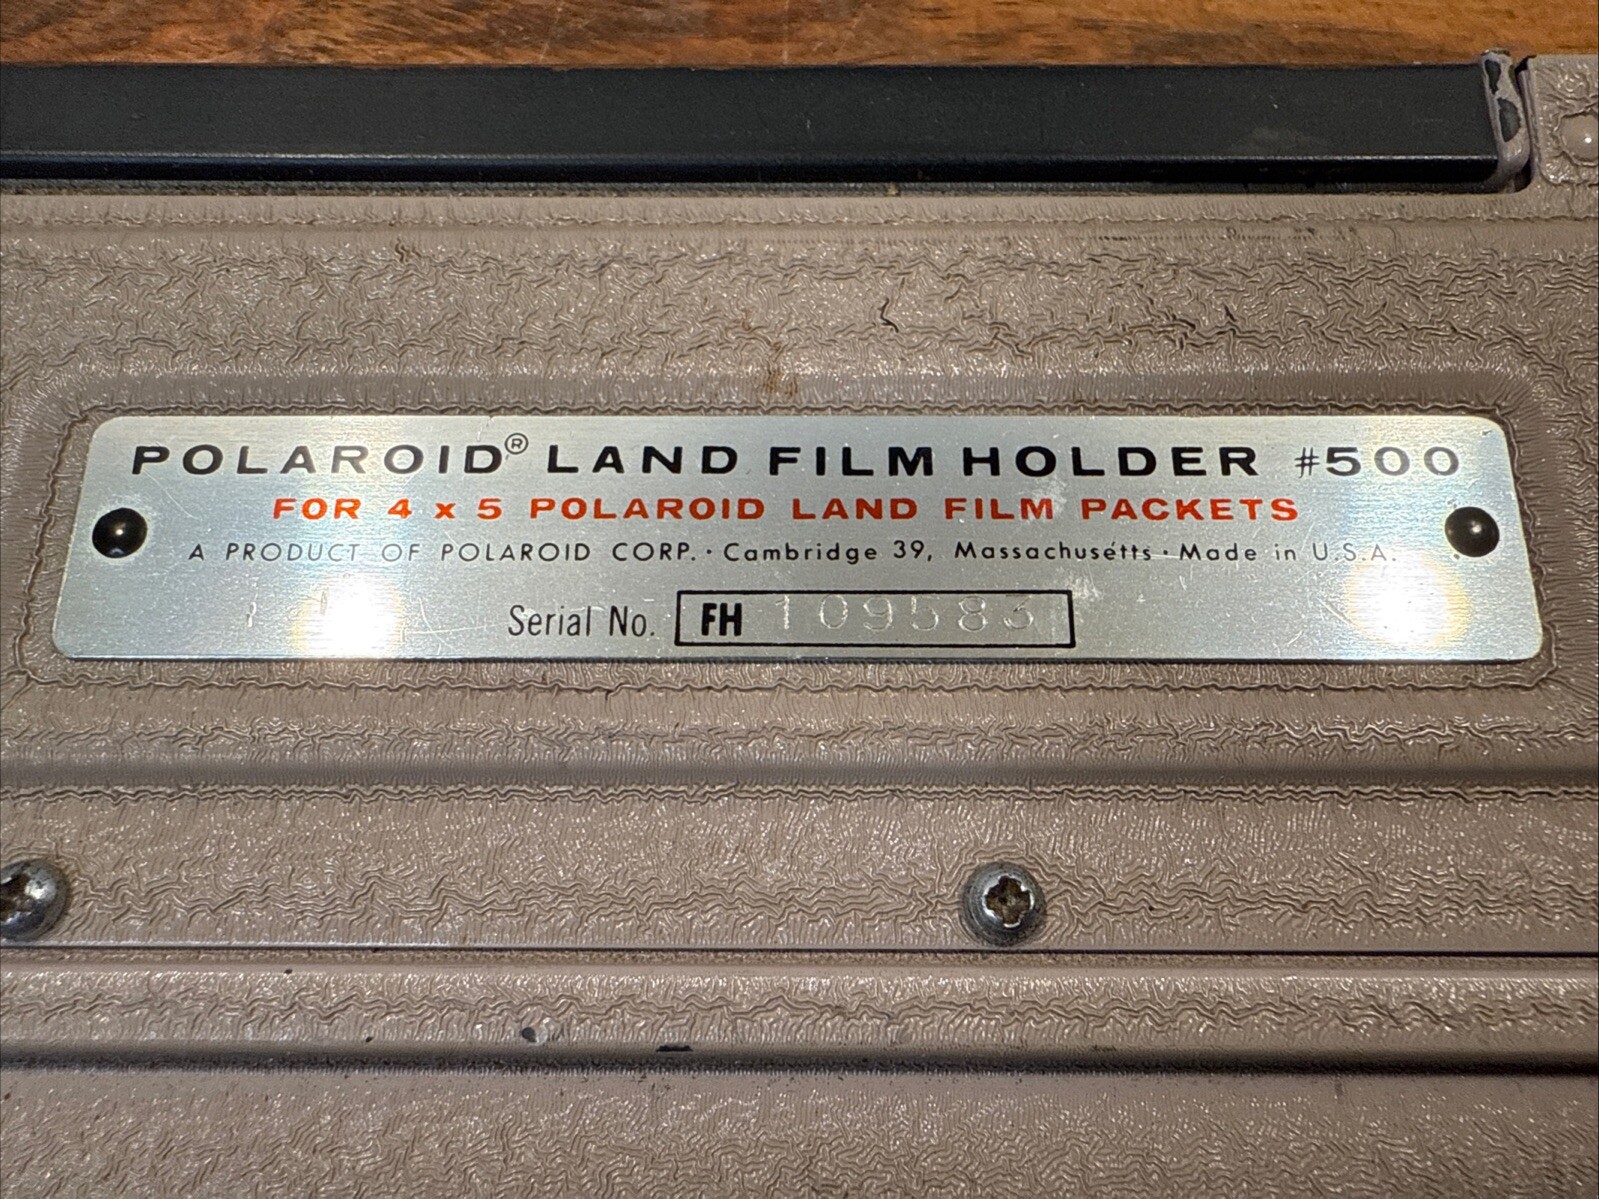 POLAROID® LAND FILM HOLDER #500
FOR 4 x 5 POLAROID LAND FILM PACKETS
A PRODUCT OF POLAROID CORP. · Cambridge 39, Massachusetts · Made in U.S.A.
Serial No. FH 109583